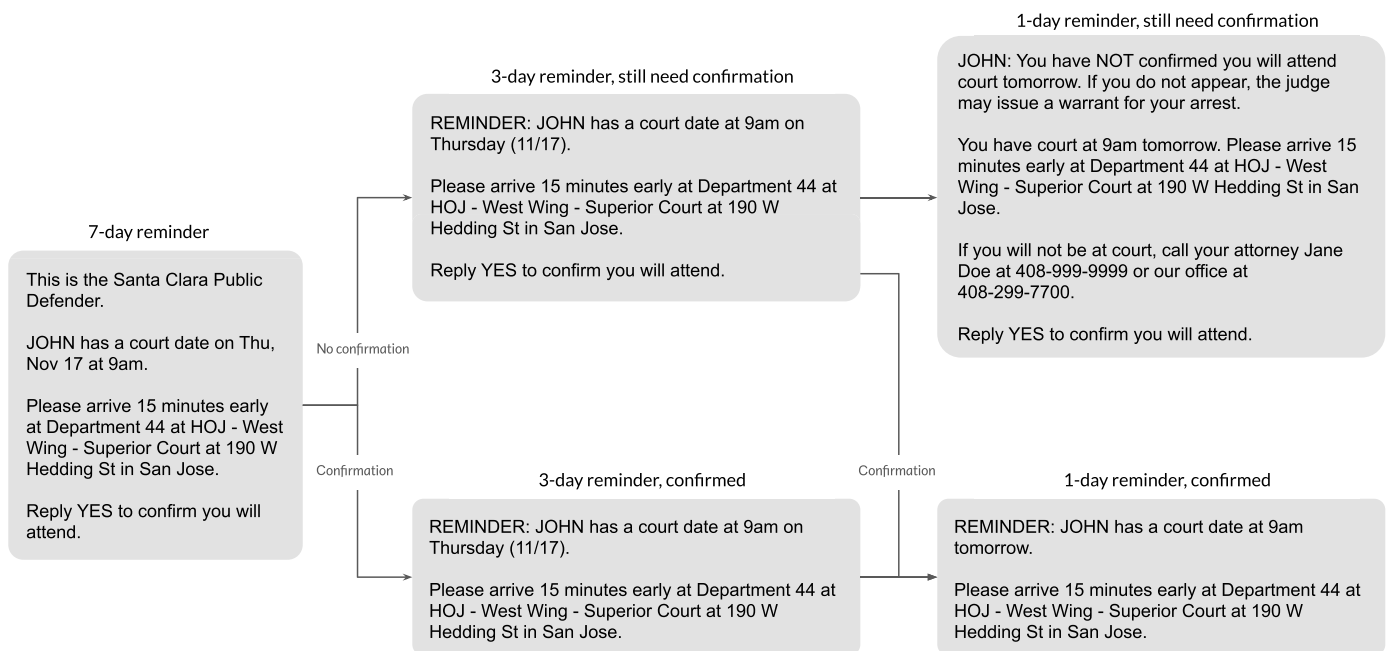 7-day reminder
This is the Santa Clara Public
Defender.
JOHN has a court date on Thu,
Nov 17 at 9am.
Please arrive 15 minutes early
at Department 44 at HOJ - West
Wing - Superior Court at 190 W
Hedding St in San Jose.
Reply YES to confirm you will
attend.
No confirmation
Confirmation
3-day reminder, still need confirmation
REMINDER: JOHN has a court date at 9am on
Thursday (11/17).
Please arrive 15 minutes early at Department 44 at
HOJ - West Wing - Superior Court at 190 W
Hedding St in San Jose.
Reply YES to confirm you will attend.
3-day reminder, confirmed
REMINDER: JOHN has a court date at 9am on
Thursday (11/17).
Please arrive 15 minutes early at Department 44 at
HOJ - West Wing - Superior Court at 190 W
Hedding St in San Jose.
Confirmation
1-day reminder, still need confirmation
JOHN: You have NOT confirmed you will attend
court tomorrow. If you do not appear, the judge
may issue a warrant for your arrest.
You have court at 9am tomorrow. Please arrive 15
minutes early at Department 44 at HOJ - West
Wing - Superior Court at 190 W Hedding St in San
Jose.
If you will not be at court, call your attorney Jane
Doe at 408-999-9999 or our office at
408-299-7700.
Reply YES to confirm you will attend.
1-day reminder, confirmed
REMINDER: JOHN has a court date at 9am
tomorrow.
Please arrive 15 minutes early at Department 44 at
HOJ - West Wing - Superior Court at 190 W
Hedding St in San Jose.